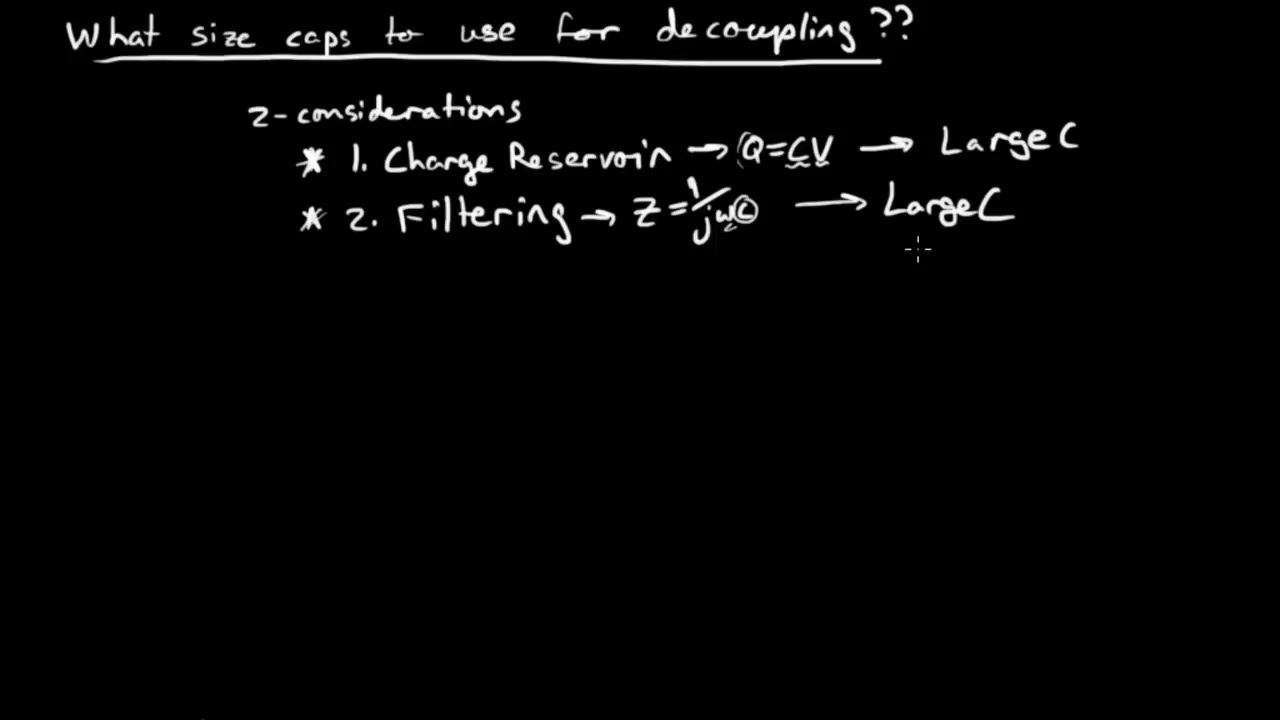 What size caps to use for decoupling??
2-considerations
* 1. Charge Reservoir → Q=CV → Large C
* 2. Filtering → Z=1/jωC → Large C